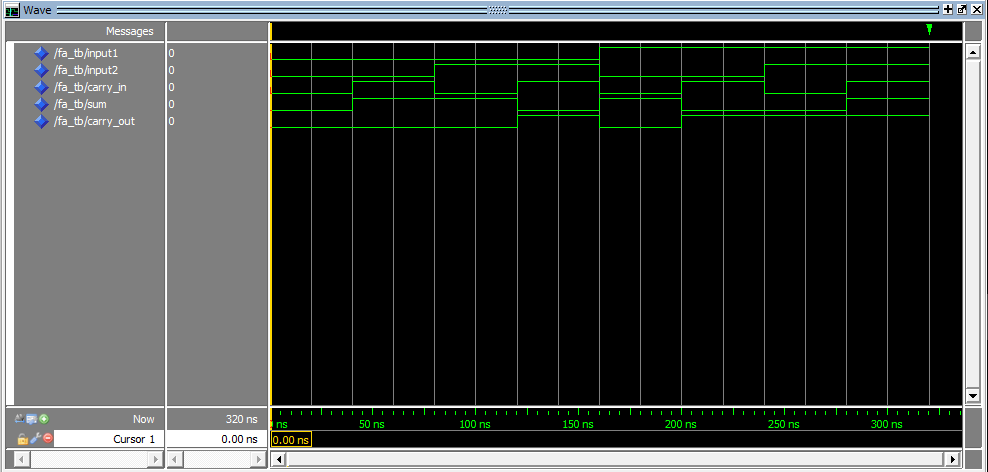 Wave
Messages
/fa_tb/input1 0
/fa_tb/input2 0
/fa_tb/carry_in 0
/fa_tb/sum 0
/fa_tb/carry_out 0
Now 320 ns
ns 50 ns 100 ns 150 ns 200 ns 250 ns 300 ns
Cursor 1 0.00 ns
0.00 ns